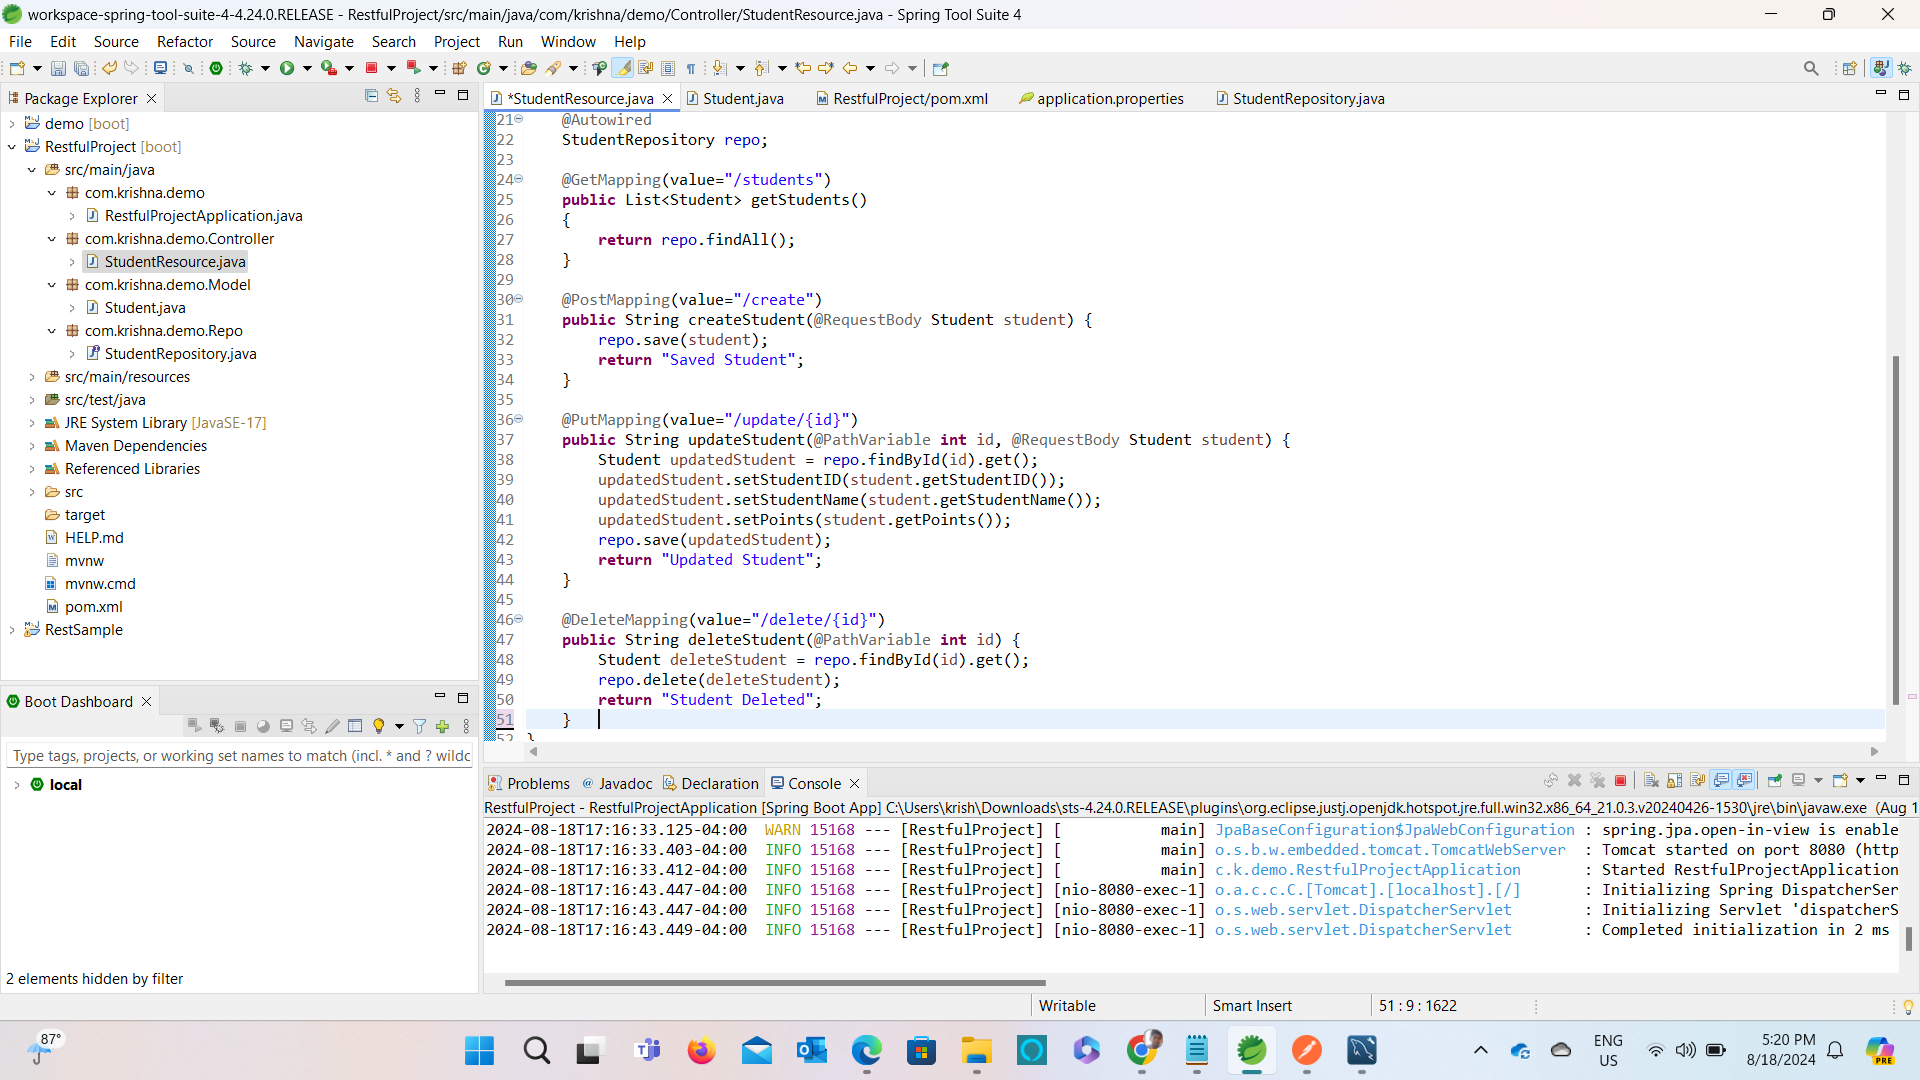 workspace-spring-tool-suite-4-4.24.0.RELEASE - RestfulProject/src/main/java/com/krishna/demo/Controller/StudentResource.java - Spring Tool Suite 4
File Edit Source Refactor Source Navigate Search Project Run Window Help
Package Explorer
demo [boot]
RestfulProject [boot]
src/main/java
com.krishna.demo
RestfulProjectApplication.java
com.krishna.demo.Controller
StudentResource.java
com.krishna.demo.Model
Student.java
com.krishna.demo.Repo
StudentRepository.java
src/main/resources
src/test/java
JRE System Library [JavaSE-17]
Maven Dependencies
Referenced Libraries
src
target
HELP.md
mvnw
mvnw.cmd
pom.xml
RestSample
Boot Dashboard
Type tags, projects, or working set names to match (incl. * and ? wildc
local
2 elements hidden by filter
*StudentResource.java Student.java RestfulProject/pom.xml application.properties StudentRepository.java
21 @Autowired
22 StudentRepository repo;
23
24 @GetMapping(value="/students")
25 public List<Student> getStudents()
26 {
27 return repo.findAll();
28 }
29
30 @PostMapping(value="/create")
31 public String createStudent(@RequestBody Student student) {
32 repo.save(student);
33 return "Saved Student";
34 }
35
36 @PutMapping(value="/update/{id}")
37 public String updateStudent(@PathVariable int id, @RequestBody Student student) {
38 Student updatedStudent = repo.findById(id).get();
39 updatedStudent.setStudentID(student.getStudentID());
40 updatedStudent.setStudentName(student.getStudentName());
41 updatedStudent.setPoints(student.getPoints());
42 repo.save(updatedStudent);
43 return "Updated Student";
44 }
45
46 @DeleteMapping(value="/delete/{id}")
47 public String deleteStudent(@PathVariable int id) {
48 Student deleteStudent = repo.findById(id).get();
49 repo.delete(deleteStudent);
50 return "Student Deleted";
51 }
52 }
Problems Javadoc Declaration Console
RestfulProject - RestfulProjectApplication [Spring Boot App] C:\Users\krish\Downloads\sts-4.24.0.RELEASE\plugins\org.eclipse.justj.openjdk.hotspot.jre.full.win32.x86_64_21.0.3.v20240426-1530\jre\bin\javaw.exe (Aug 1
2024-08-18T17:16:33.125-04:00 WARN 15168 --- [RestfulProject] [ main] JpaBaseConfiguration$JpaWebConfiguration : spring.jpa.open-in-view is enable
2024-08-18T17:16:33.403-04:00 INFO 15168 --- [RestfulProject] [ main] o.s.b.w.embedded.tomcat.TomcatWebServer : Tomcat started on port 8080 (http
2024-08-18T17:16:33.412-04:00 INFO 15168 --- [RestfulProject] [ main] c.k.demo.RestfulProjectApplication : Started RestfulProjectApplication
2024-08-18T17:16:43.447-04:00 INFO 15168 --- [RestfulProject] [nio-8080-exec-1] o.a.c.c.C.[Tomcat].[localhost].[/] : Initializing Spring DispatcherSer
2024-08-18T17:16:43.447-04:00 INFO 15168 --- [RestfulProject] [nio-8080-exec-1] o.s.web.servlet.DispatcherServlet : Initializing Servlet 'dispatcherS
2024-08-18T17:16:43.449-04:00 INFO 15168 --- [RestfulProject] [nio-8080-exec-1] o.s.web.servlet.DispatcherServlet : Completed initialization in 2 ms
Writable Smart Insert 51 : 9 : 1622
87°
ENG
US
5:20 PM
8/18/2024
PRE